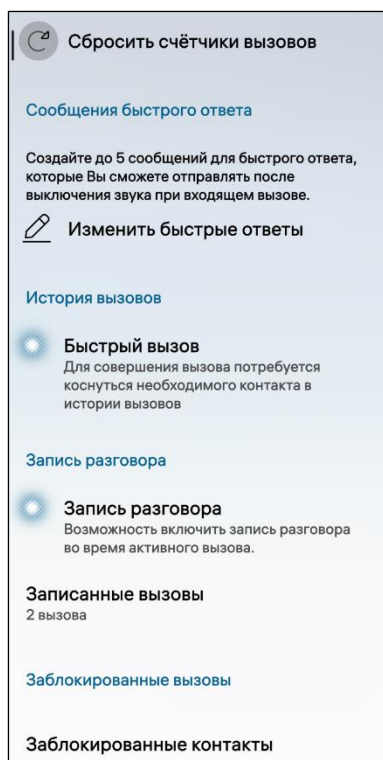 Сбросить счётчики вызовов
Сообщения быстрого ответа
Создайте до 5 сообщений для быстрого ответа,
которые Вы сможете отправлять после
выключения звука при входящем вызове.
Изменить быстрые ответы
История вызовов
Быстрый вызов
Для совершения вызова потребуется
коснуться необходимого контакта в
истории вызовов
Запись разговора
Запись разговора
Возможность включить запись разговора
во время активного вызова.
Записанные вызовы
2 вызова
Заблокированные вызовы
Заблокированные контакты